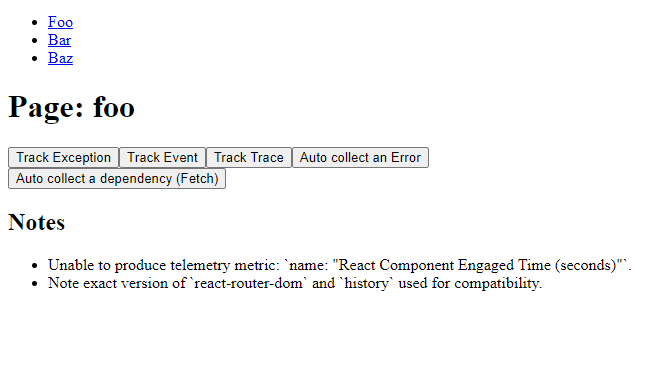 Foo
Bar
Baz
Page: foo
Track Exception Track Event Track Trace Auto collect an Error
Auto collect a dependency (Fetch)
Notes
Unable to produce telemetry metric: `name: "React Component Engaged Time (seconds)"`.
Note exact version of `react-router-dom` and `history` used for compatibility.